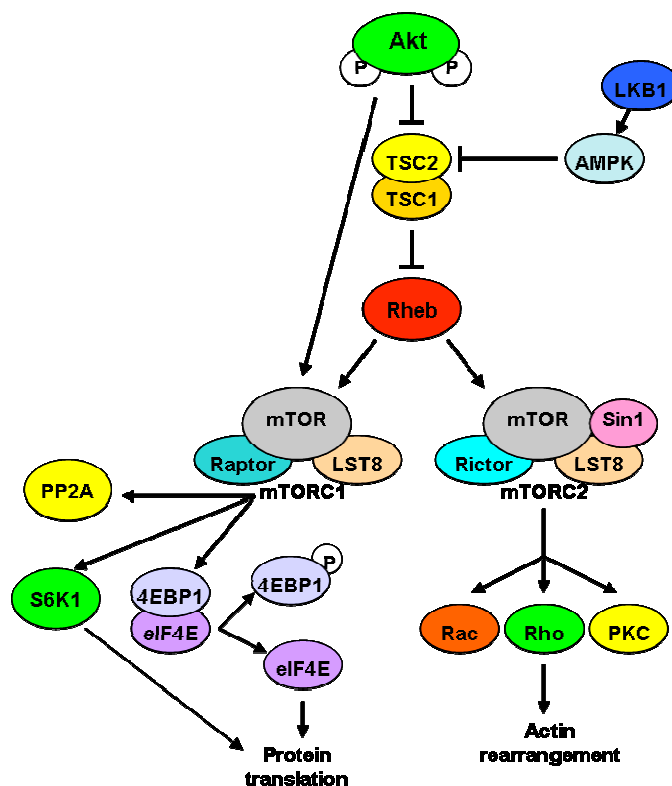 Akt
P
P
LKB1
TSC2
AMPK
TSC1
Rheb
mTOR
Raptor
LST8
mTORC1
mTOR
Sin1
Rictor
LST8
mTORC2
PP2A
S6K1
4EBP1
eIF4E
P
4EBP1
eIF4E
Rac
Rho
PKC
Protein
translation
Actin
rearrangement